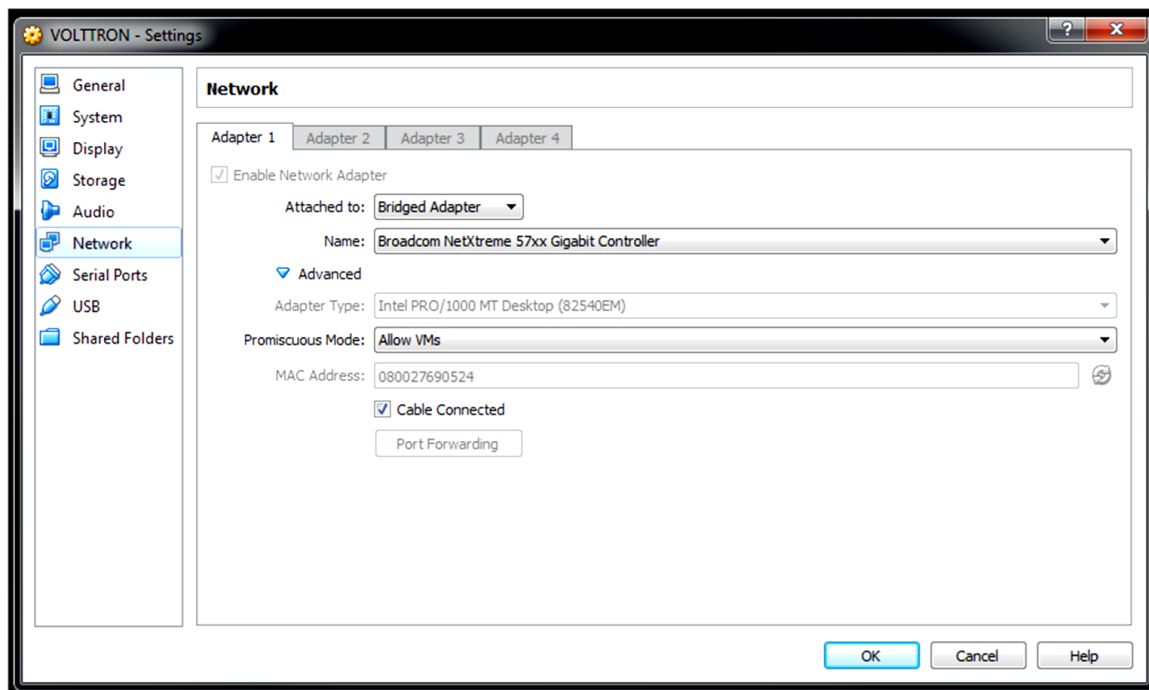 VOLTTRON - Settings
?
X
General
System
Display
Storage
Audio
Network
Serial Ports
USB
Shared Folders
Network
Adapter 1 Adapter 2 Adapter 3 Adapter 4
Enable Network Adapter
Attached to: Bridged Adapter
Name: Broadcom NetXtreme 57xx Gigabit Controller
Advanced
Adapter Type: Intel PRO/1000 MT Desktop (82540EM)
Promiscuous Mode: Allow VMs
MAC Address: 080027690524
Cable Connected
Port Forwarding
OK Cancel Help